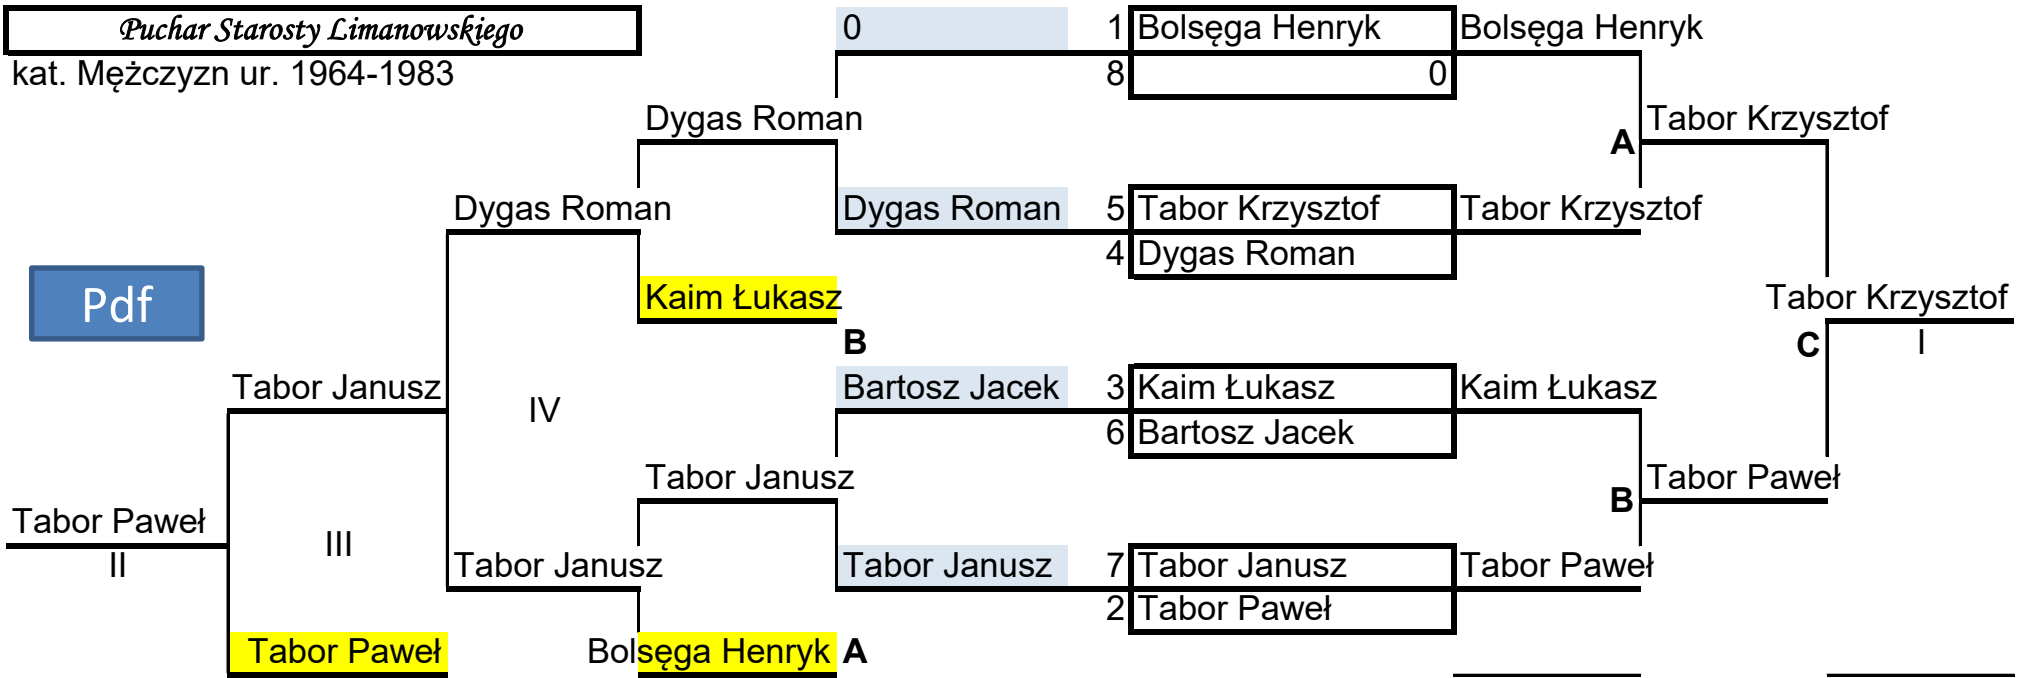 Puchar Starosty Limanowskiego 0 1 Bolsęga Henryk Bolsęga Henryk
kat. Mężczyzn ur. 1964-1983 8 0
Dygas Roman Tabor Krzysztof
A
Dygas Roman Dygas Roman 5 Tabor Krzysztof Tabor Krzysztof
4 Dygas Roman
Pdf Kaim Łukasz Tabor Krzysztof
B C I
Tabor Janusz Bartosz Jacek 3 Kaim Łukasz Kaim Łukasz
IV 6 Bartosz Jacek
Tabor Janusz Tabor Paweł
B
Tabor Paweł III
II Tabor Janusz Tabor Janusz 7 Tabor Janusz Tabor Paweł
2 Tabor Paweł
Tabor Paweł Bolsęga Henryk A